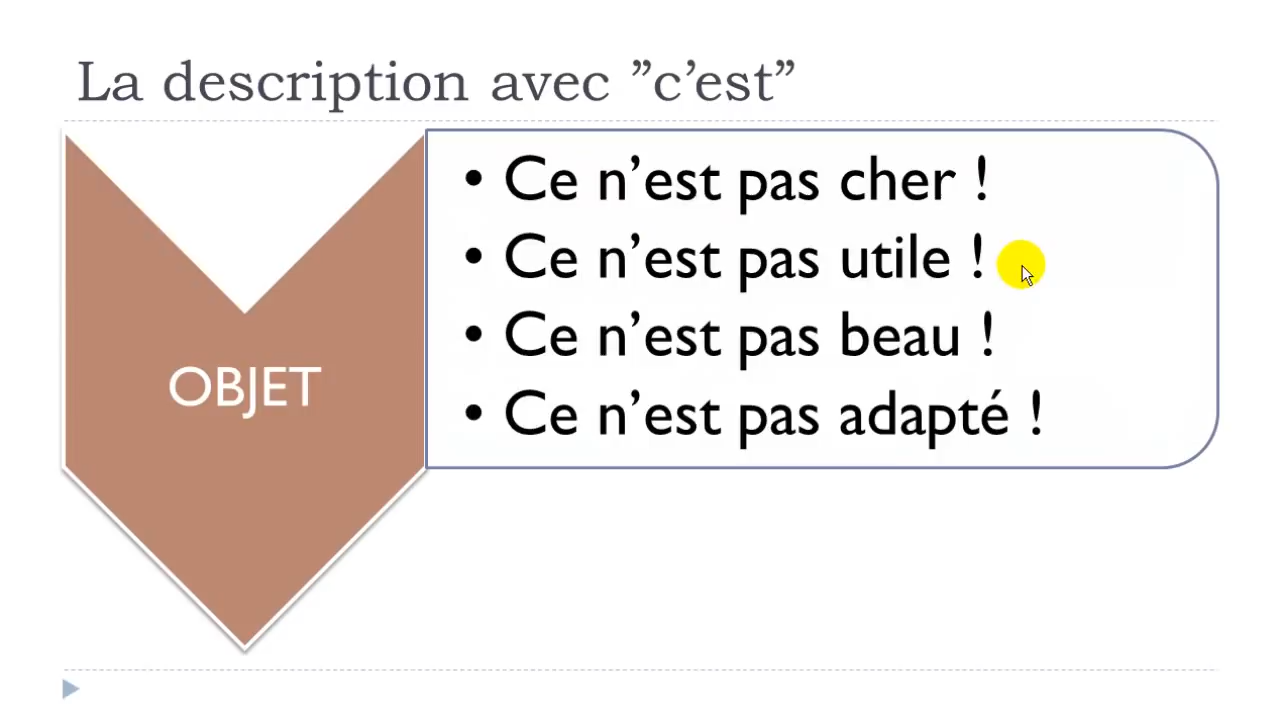 La description avec ”c’est”
OBJET
• Ce n’est pas cher !
• Ce n’est pas utile !
• Ce n’est pas beau !
• Ce n’est pas adapté !